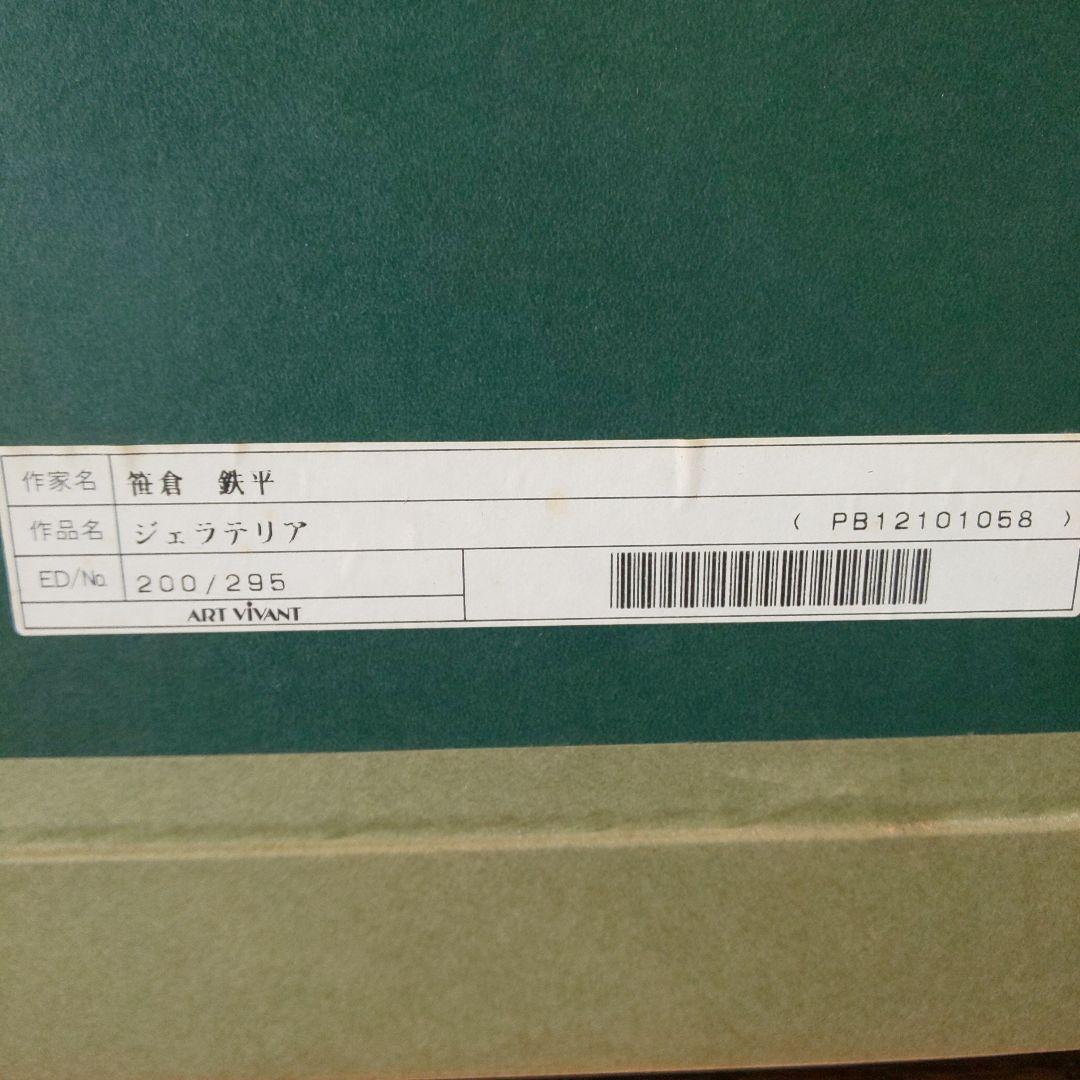 作家名 笹倉 鉄平
作品名 ジェラテリア ( PB12101058 )
ED/No. 200/295
ART ViVANT